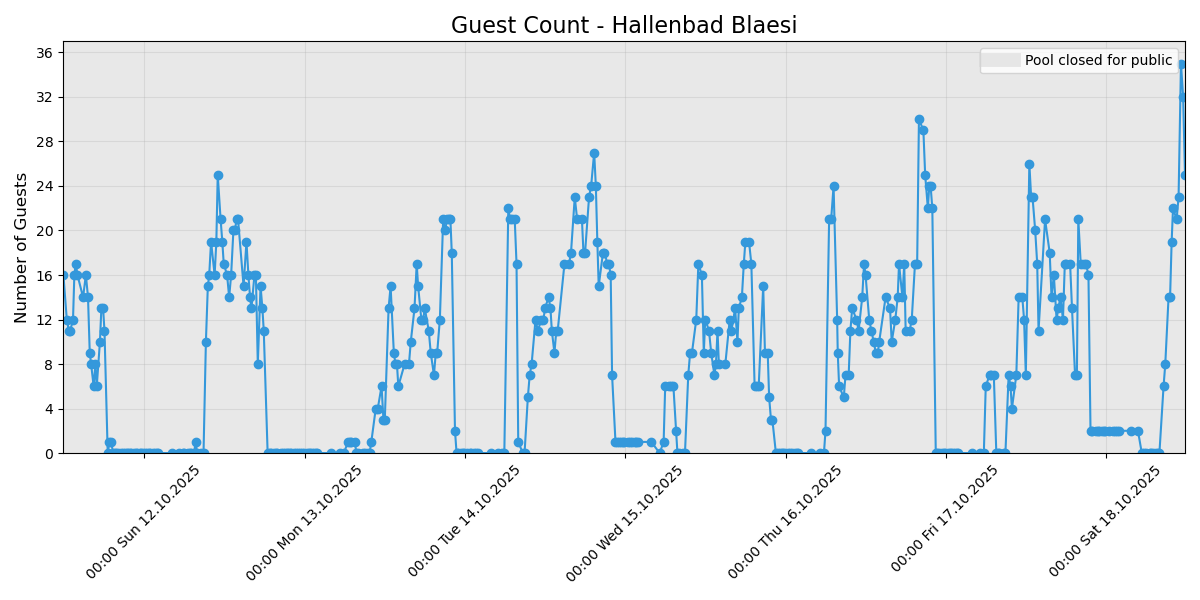 Guest Count - Hallenbad Blaesi
Pool closed for public
Number of Guests
36
32
28
24
20
16
12
8
4
0
00:00 Sun 12.10.2025
00:00 Mon 13.10.2025
00:00 Tue 14.10.2025
00:00 Wed 15.10.2025
00:00 Thu 16.10.2025
00:00 Fri 17.10.2025
00:00 Sat 18.10.2025